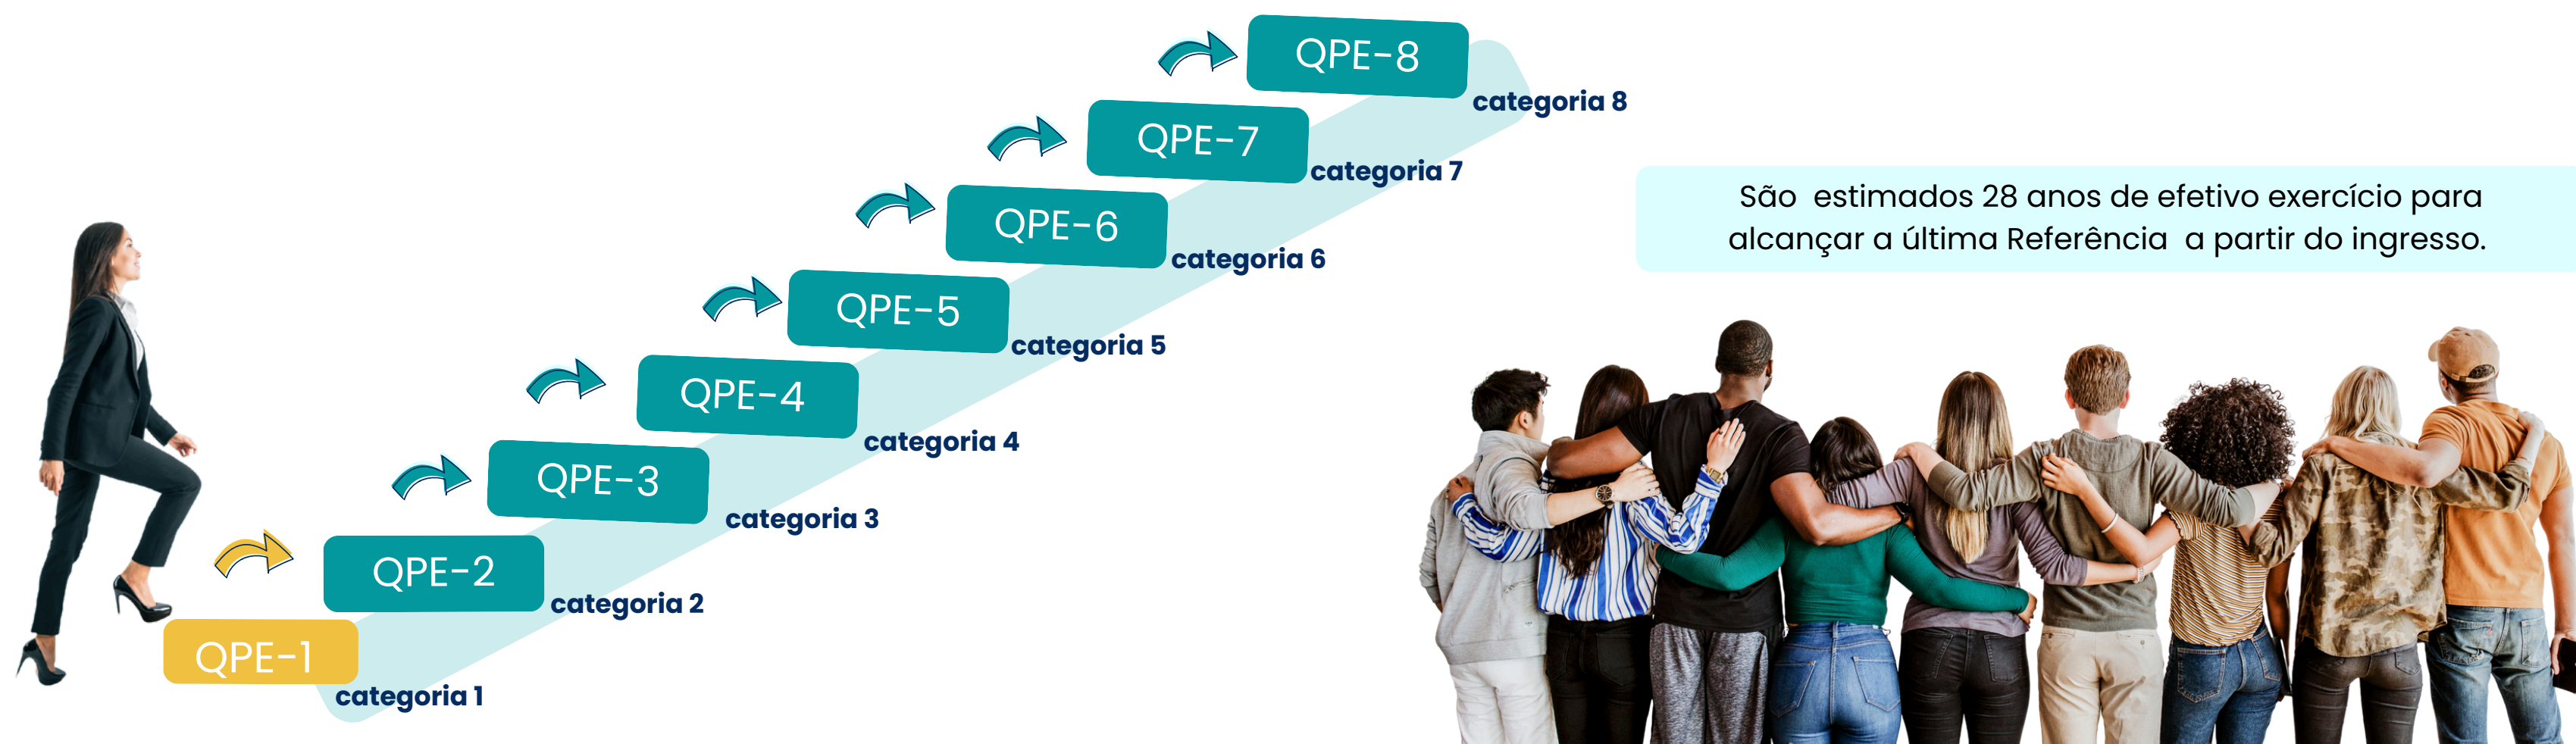 QPE-8
categoria 8
QPE-7
categoria 7
QPE-6
categoria 6
QPE-5
categoria 5
QPE-4
categoria 4
QPE-3
categoria 3
QPE-2
categoria 2
QPE-1
categoria 1
São estimados 28 anos de efetivo exercício para
alcançar a última Referência a partir do ingresso.